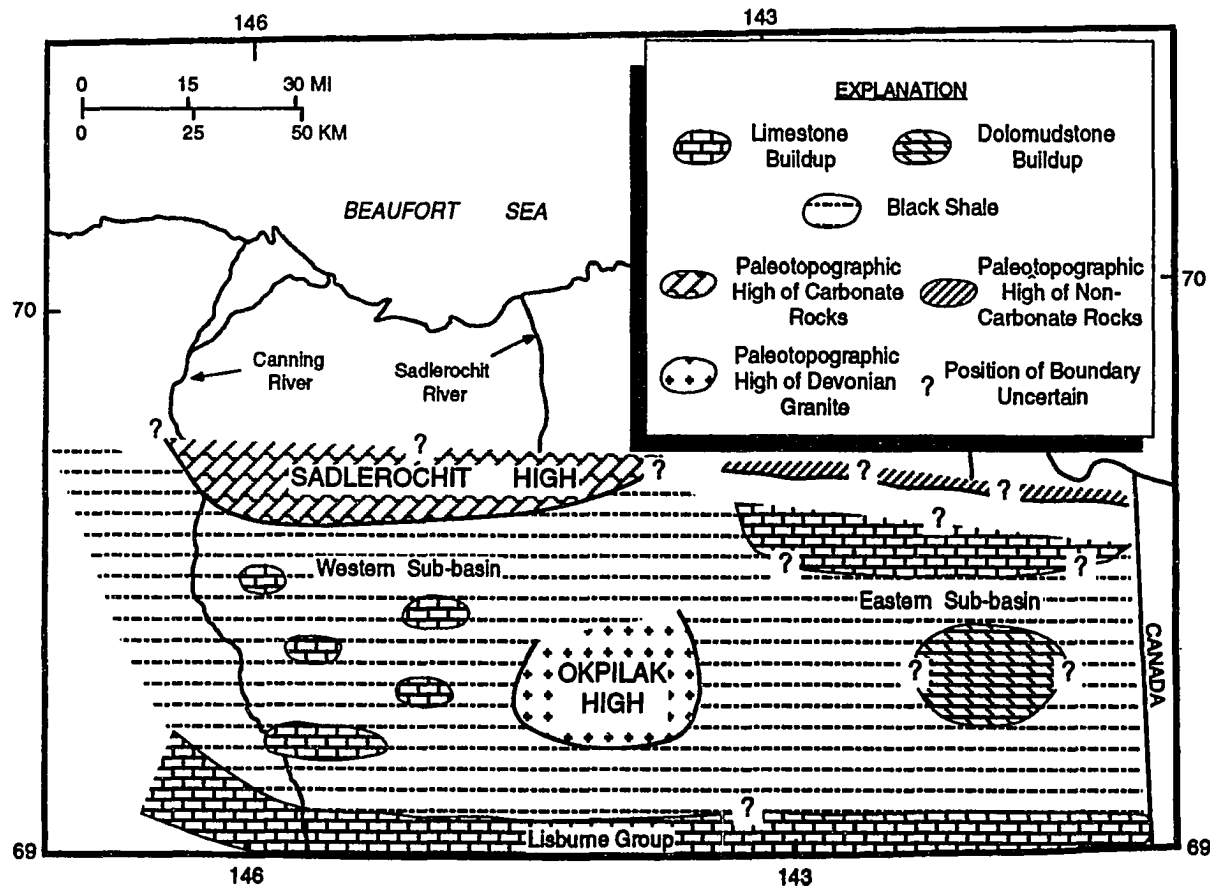 146
143
0 15 30 MI
0 25 50 KM
EXPLANATION
Limestone
Buildup
Dolomudstone
Buildup
Black Shale
Paleotopographic
High of Carbonate
Rocks
Paleotopographic
High of Non-
Carbonate Rocks
Paleotopographic
High of Devonian
Granite
? Position of Boundary
Uncertain
BEAUFORT SEA
70
70
Canning
River
Sadlerochit
River
?
?
SADLEROCHIT HIGH
?
?
?
?
Western Sub-basin
?
?
Eastern Sub-basin
OKPILAK
HIGH
?
?
CANADA
?
Lisburne Group
69
69
146
143